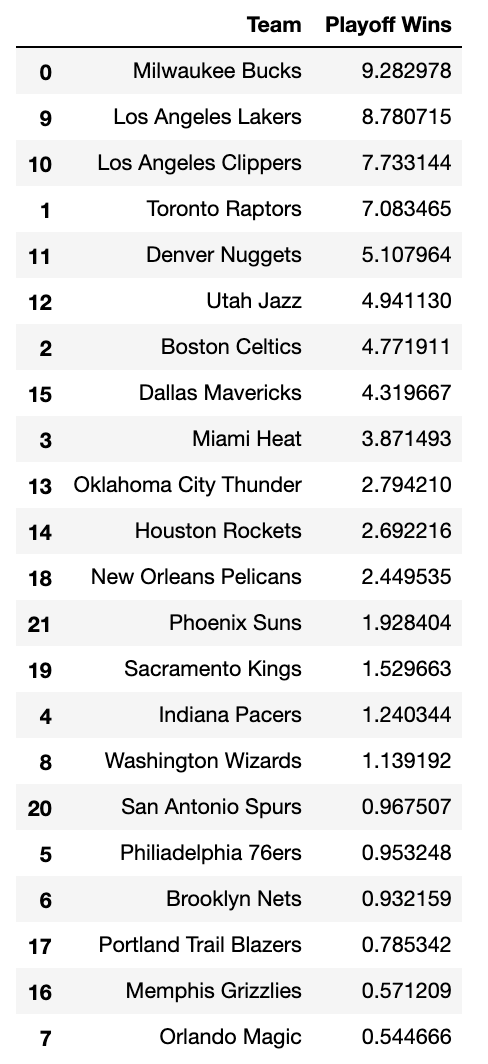 Team Playoff Wins
0 Milwaukee Bucks 9.282978
9 Los Angeles Lakers 8.780715
10 Los Angeles Clippers 7.733144
1 Toronto Raptors 7.083465
11 Denver Nuggets 5.107964
12 Utah Jazz 4.941130
2 Boston Celtics 4.771911
15 Dallas Mavericks 4.319667
3 Miami Heat 3.871493
13 Oklahoma City Thunder 2.794210
14 Houston Rockets 2.692216
18 New Orleans Pelicans 2.449535
21 Phoenix Suns 1.928404
19 Sacramento Kings 1.529663
4 Indiana Pacers 1.240344
8 Washington Wizards 1.139192
20 San Antonio Spurs 0.967507
5 Philiadelphia 76ers 0.953248
6 Brooklyn Nets 0.932159
17 Portland Trail Blazers 0.785342
16 Memphis Grizzlies 0.571209
7 Orlando Magic 0.544666